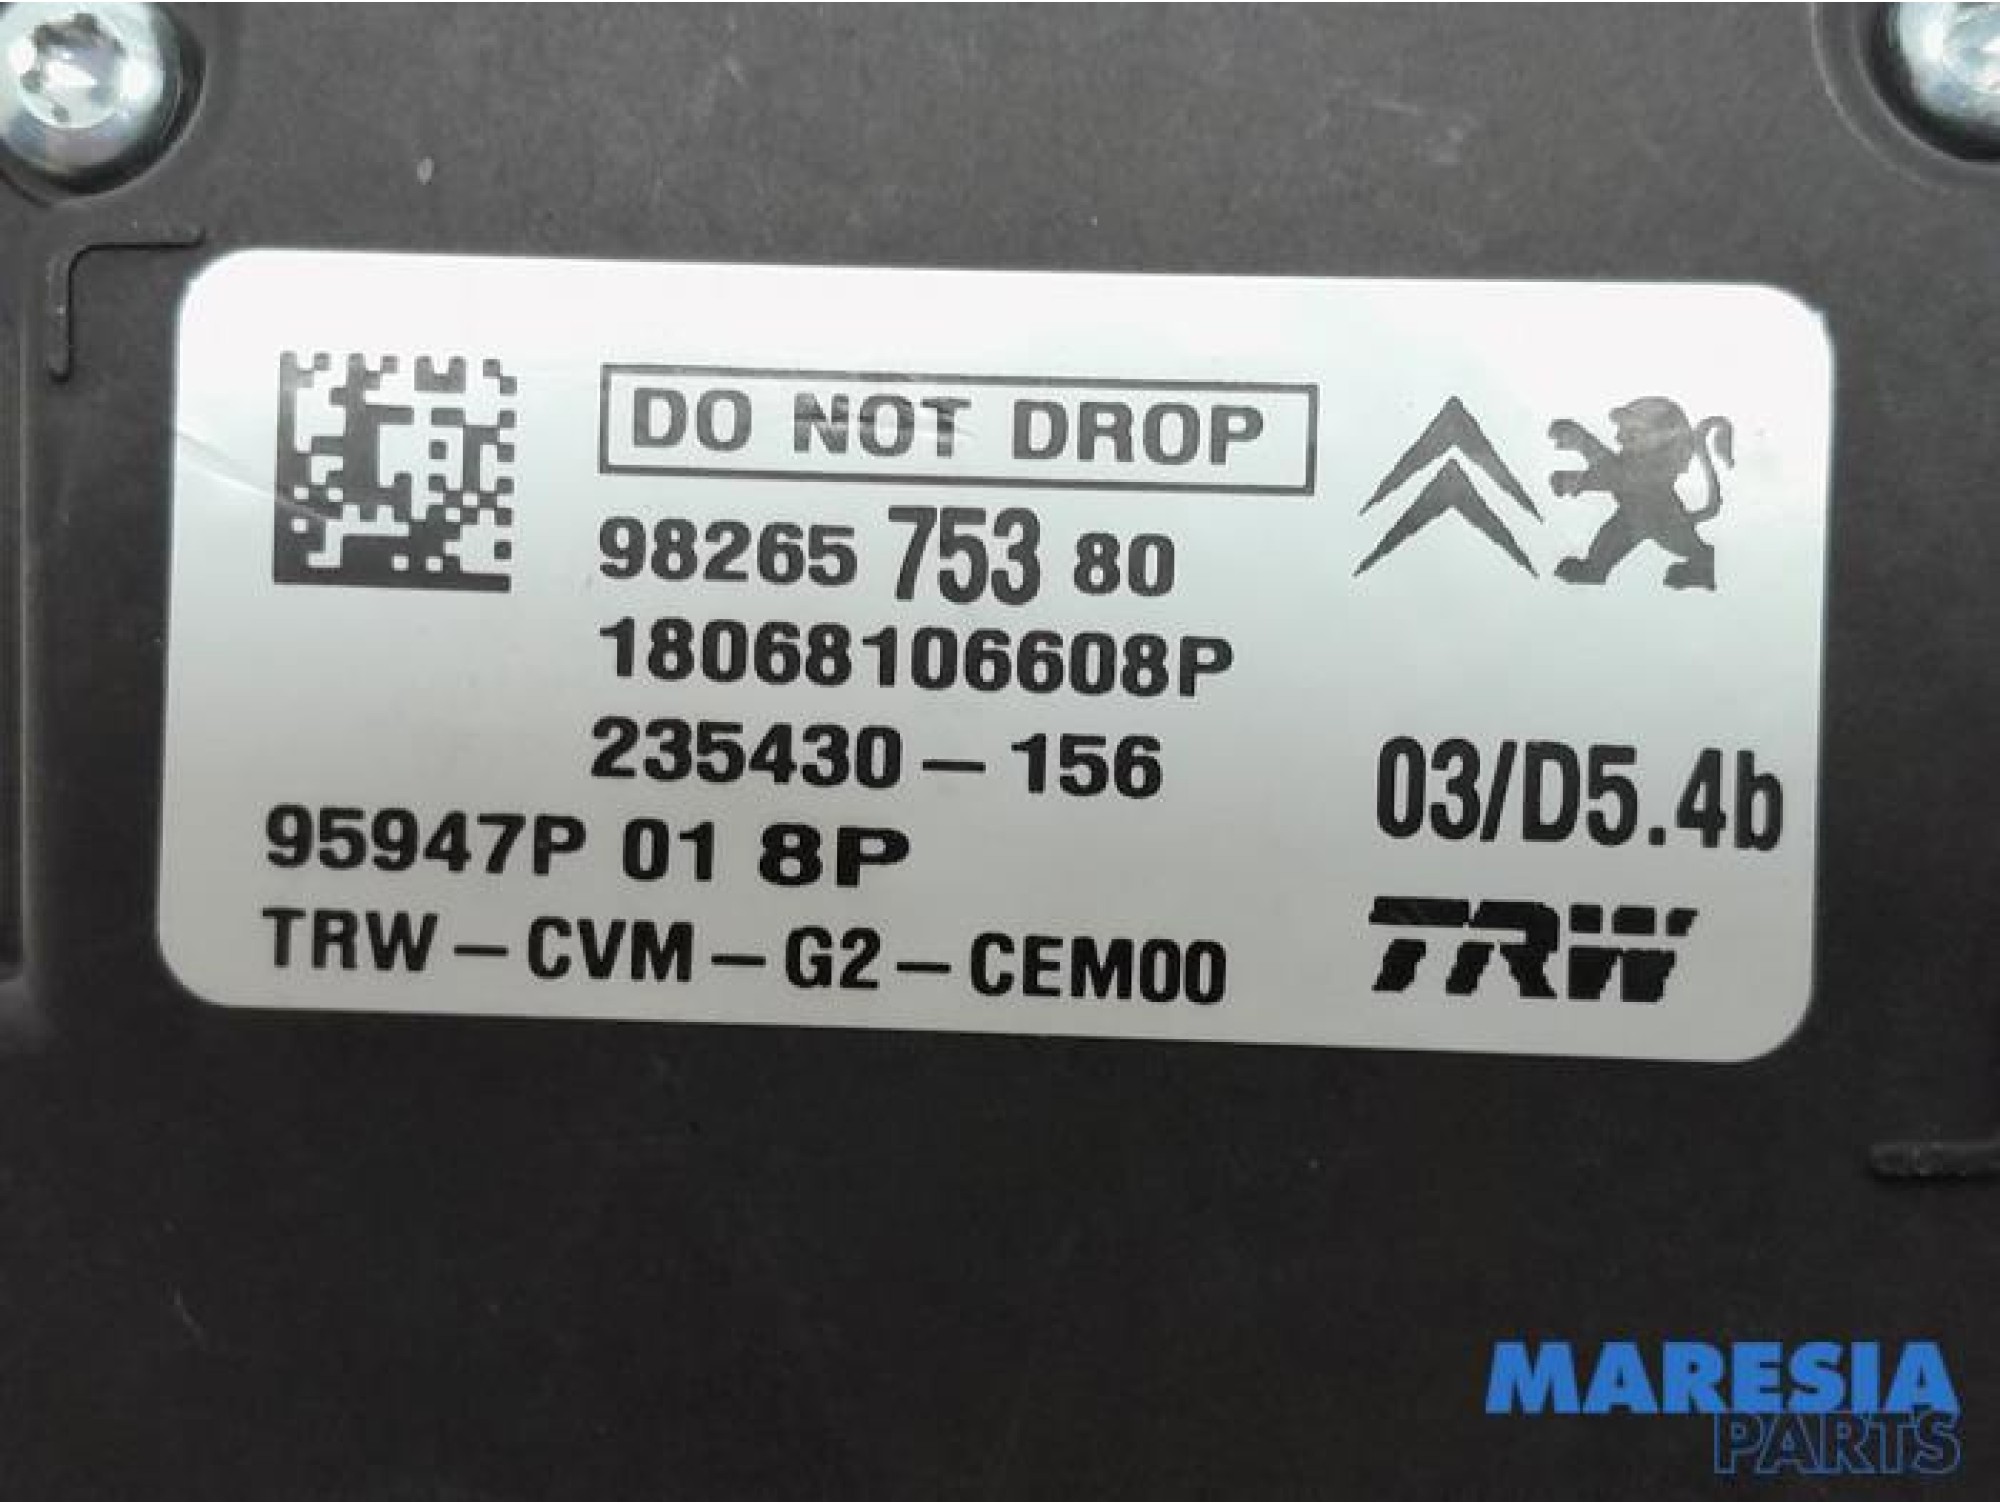 DO NOT DROP
98265 753 80
18068106608P
235430-156
03/D5.4b
95947P 01 8P
TRW-CVM-G2-CEM00
TRW
MARESIA
PARTS